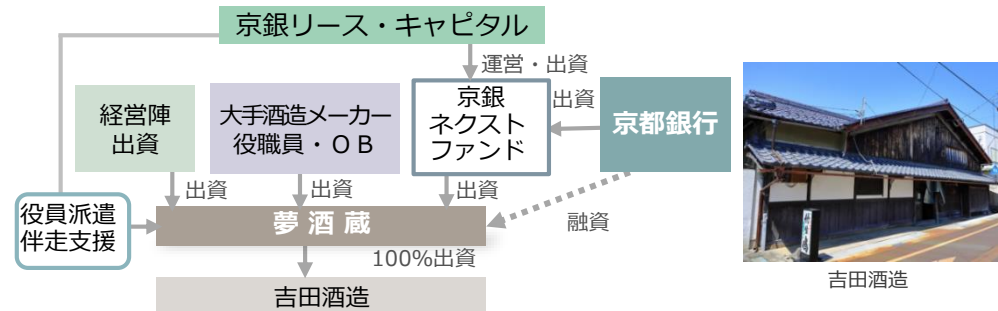 京銀リース・キャピタル
運営・出資
経営陣
出資
大手酒造メーカー
役職員・ＯＢ
京銀
ネクスト
ファンド
出資
京都銀行
出資
出資
出資
役員派遣
伴走支援
夢酒蔵
融資
100%出資
吉田酒造
竹生嶋
吉田酒造